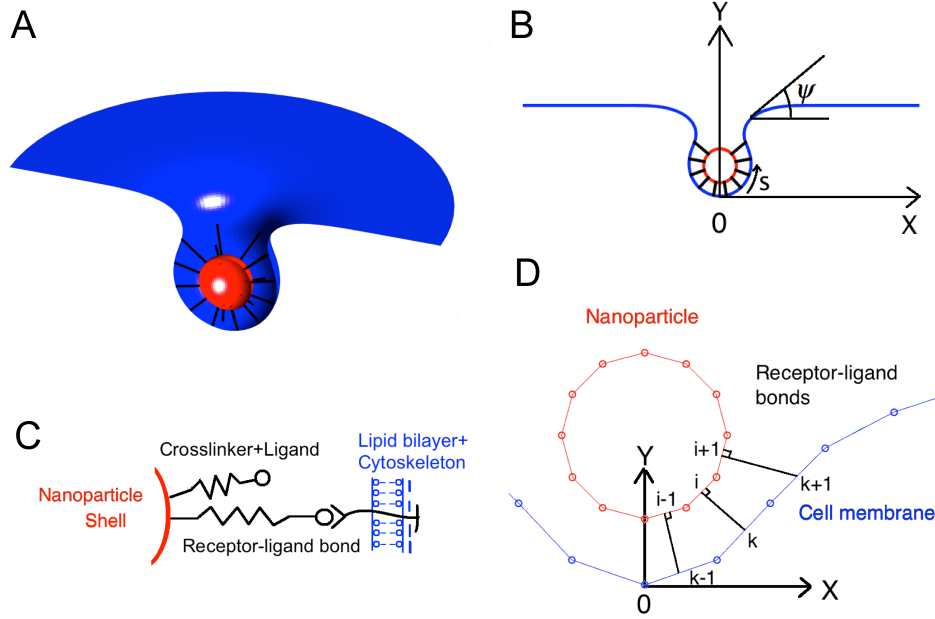 A
B
Y
ψ
S
0
X
C
Crosslinker+Ligand
Lipid bilayer+
Cytoskeleton
Nanoparticle
Shell
Receptor-ligand bond
D
Nanoparticle
Receptor-ligand
bonds
Y
i+1
i
i-1
k+1
Cell membrane
k
k-1
X
0